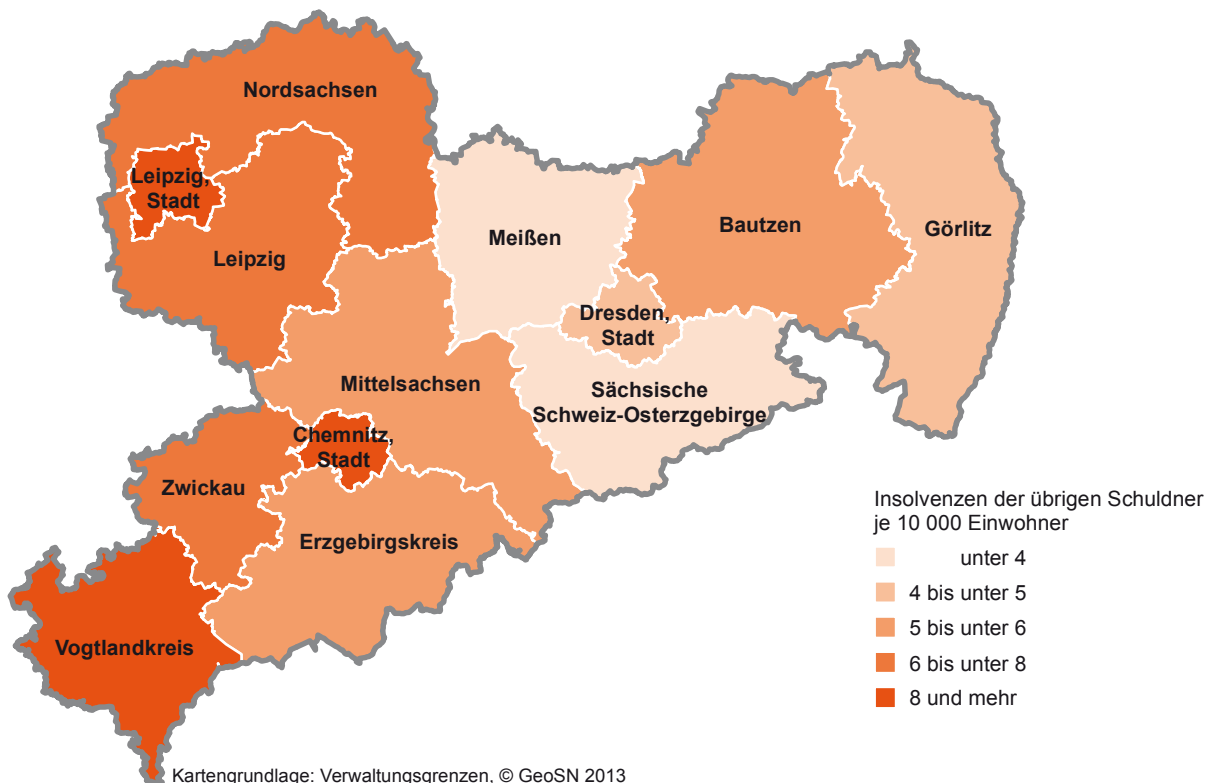 Nordsachsen
Leipzig,
Stadt
Leipzig
Meißen
Bautzen
Görlitz
Dresden,
Stadt
Mittelsachsen
Sächsische
Schweiz-Osterzgebirge
Chemnitz,
Stadt
Zwickau
Erzgebirgskreis
Vogtlandkreis
Insolvenzen der übrigen Schuldner
je 10 000 Einwohner
unter 4
4 bis unter 5
5 bis unter 6
6 bis unter 8
8 und mehr
Kartengrundlage: Verwaltungsgrenzen, © GeoSN 2013